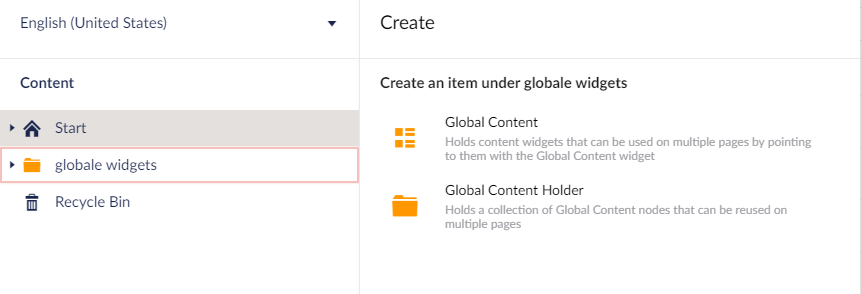 English (United States)
Content
Start
globale widgets
Recycle Bin
Create
Create an item under globale widgets
Global Content
Holds content widgets that can be used on multiple pages by pointing
to them with the Global Content widget
Global Content Holder
Holds a collection of Global Content nodes that can be reused on
multiple pages